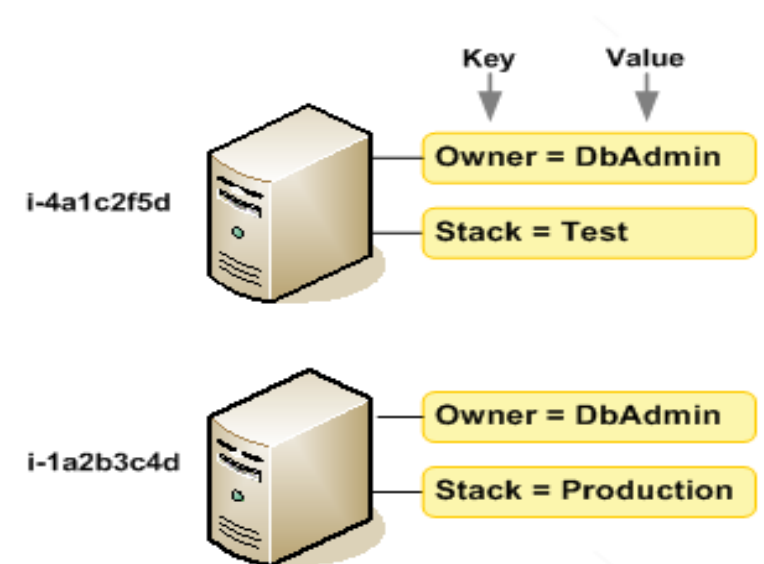 Key Value
Owner = DbAdmin
i-4a1c2f5d
Stack = Test
Owner = DbAdmin
i-1a2b3c4d
Stack = Production